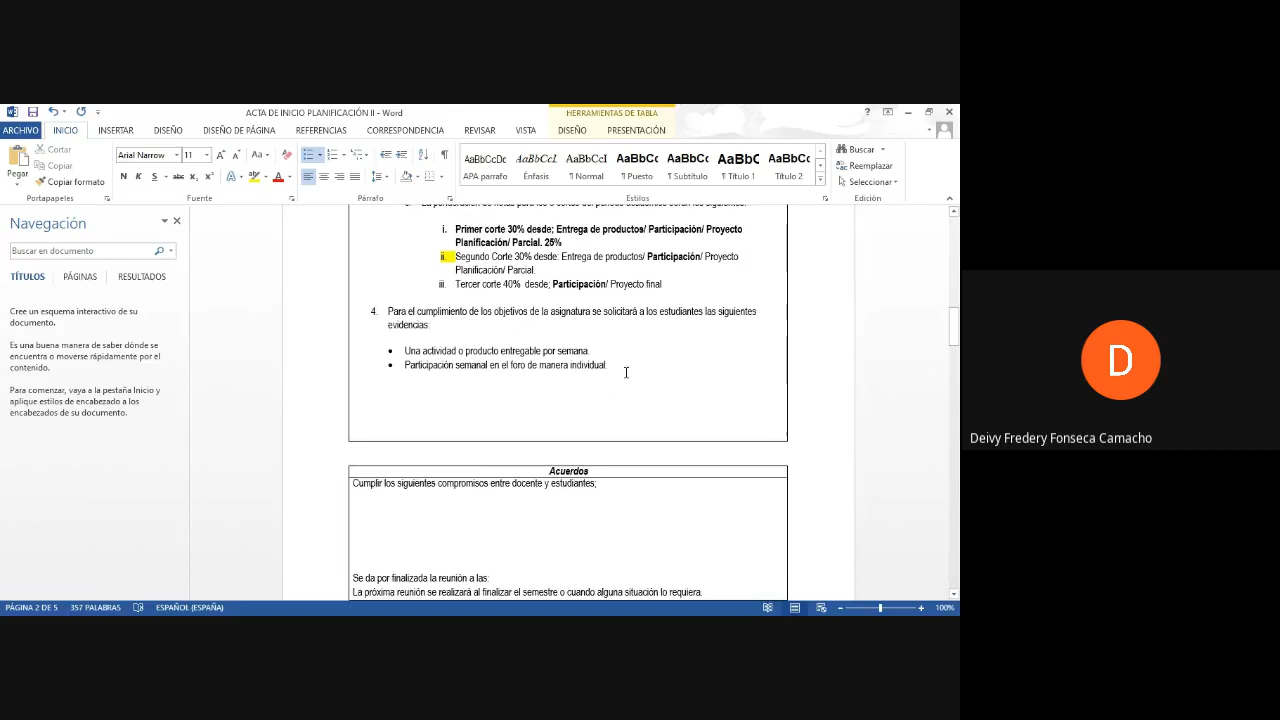 ACTA DE INICIO PLANIFICACIÓN II - Word
HERRAMIENTAS DE TABLA
ARCHIVO INICIO INSERTAR DISEÑO DISEÑO DE PÁGINA REFERENCIAS CORRESPONDENCIA REVISAR VISTA DISEÑO PRESENTACIÓN
Cortar
Copiar
Copiar formato
Pegar
Portapapeles
Arial Narrow 11
N K S abc x₂ x²
Fuente
Párrafo
AaBbCcDc AaBbCcL AaBbCcI AaBbCc AaBbCc AaBbC AaBbCc
APA parrafo Énfasis ¶ Normal ¶ Puesto ¶ Subtítulo ¶ Título 1 Título 2
Estilos
Buscar
Reemplazar
Seleccionar
Edición
Navegación
Buscar en documento
TÍTULOS PÁGINAS RESULTADOS
Cree un esquema interactivo de su
documento.
Es una buena manera de saber dónde se
encuentra o moverse rápidamente por el
contenido.
Para comenzar, vaya a la pestaña Inicio y
aplique estilos de encabezado a los
encabezados de su documento.
i. Primer corte 30% desde; Entrega de productos/ Participación/ Proyecto
Planificación/ Parcial. 25%
ii. Segundo Corte 30% desde: Entrega de productos/ Participación/ Proyecto
Planificación/ Parcial.
iii. Tercer corte 40% desde; Participación/ Proyecto final
4. Para el cumplimiento de los objetivos de la asignatura se solicitará a los estudiantes las siguientes
evidencias:
• Una actividad o producto entregable por semana.
• Participación semanal en el foro de manera individual.
Acuerdos
Cumplir los siguientes compromisos entre docente y estudiantes;
Se da por finalizada la reunión a las:
La próxima reunión se realizará al finalizar el semestre o cuando alguna situación lo requiera.
PÁGINA 2 DE 5 357 PALABRAS ESPAÑOL (ESPAÑA) 100%
D
Deivy Fredery Fonseca Camacho